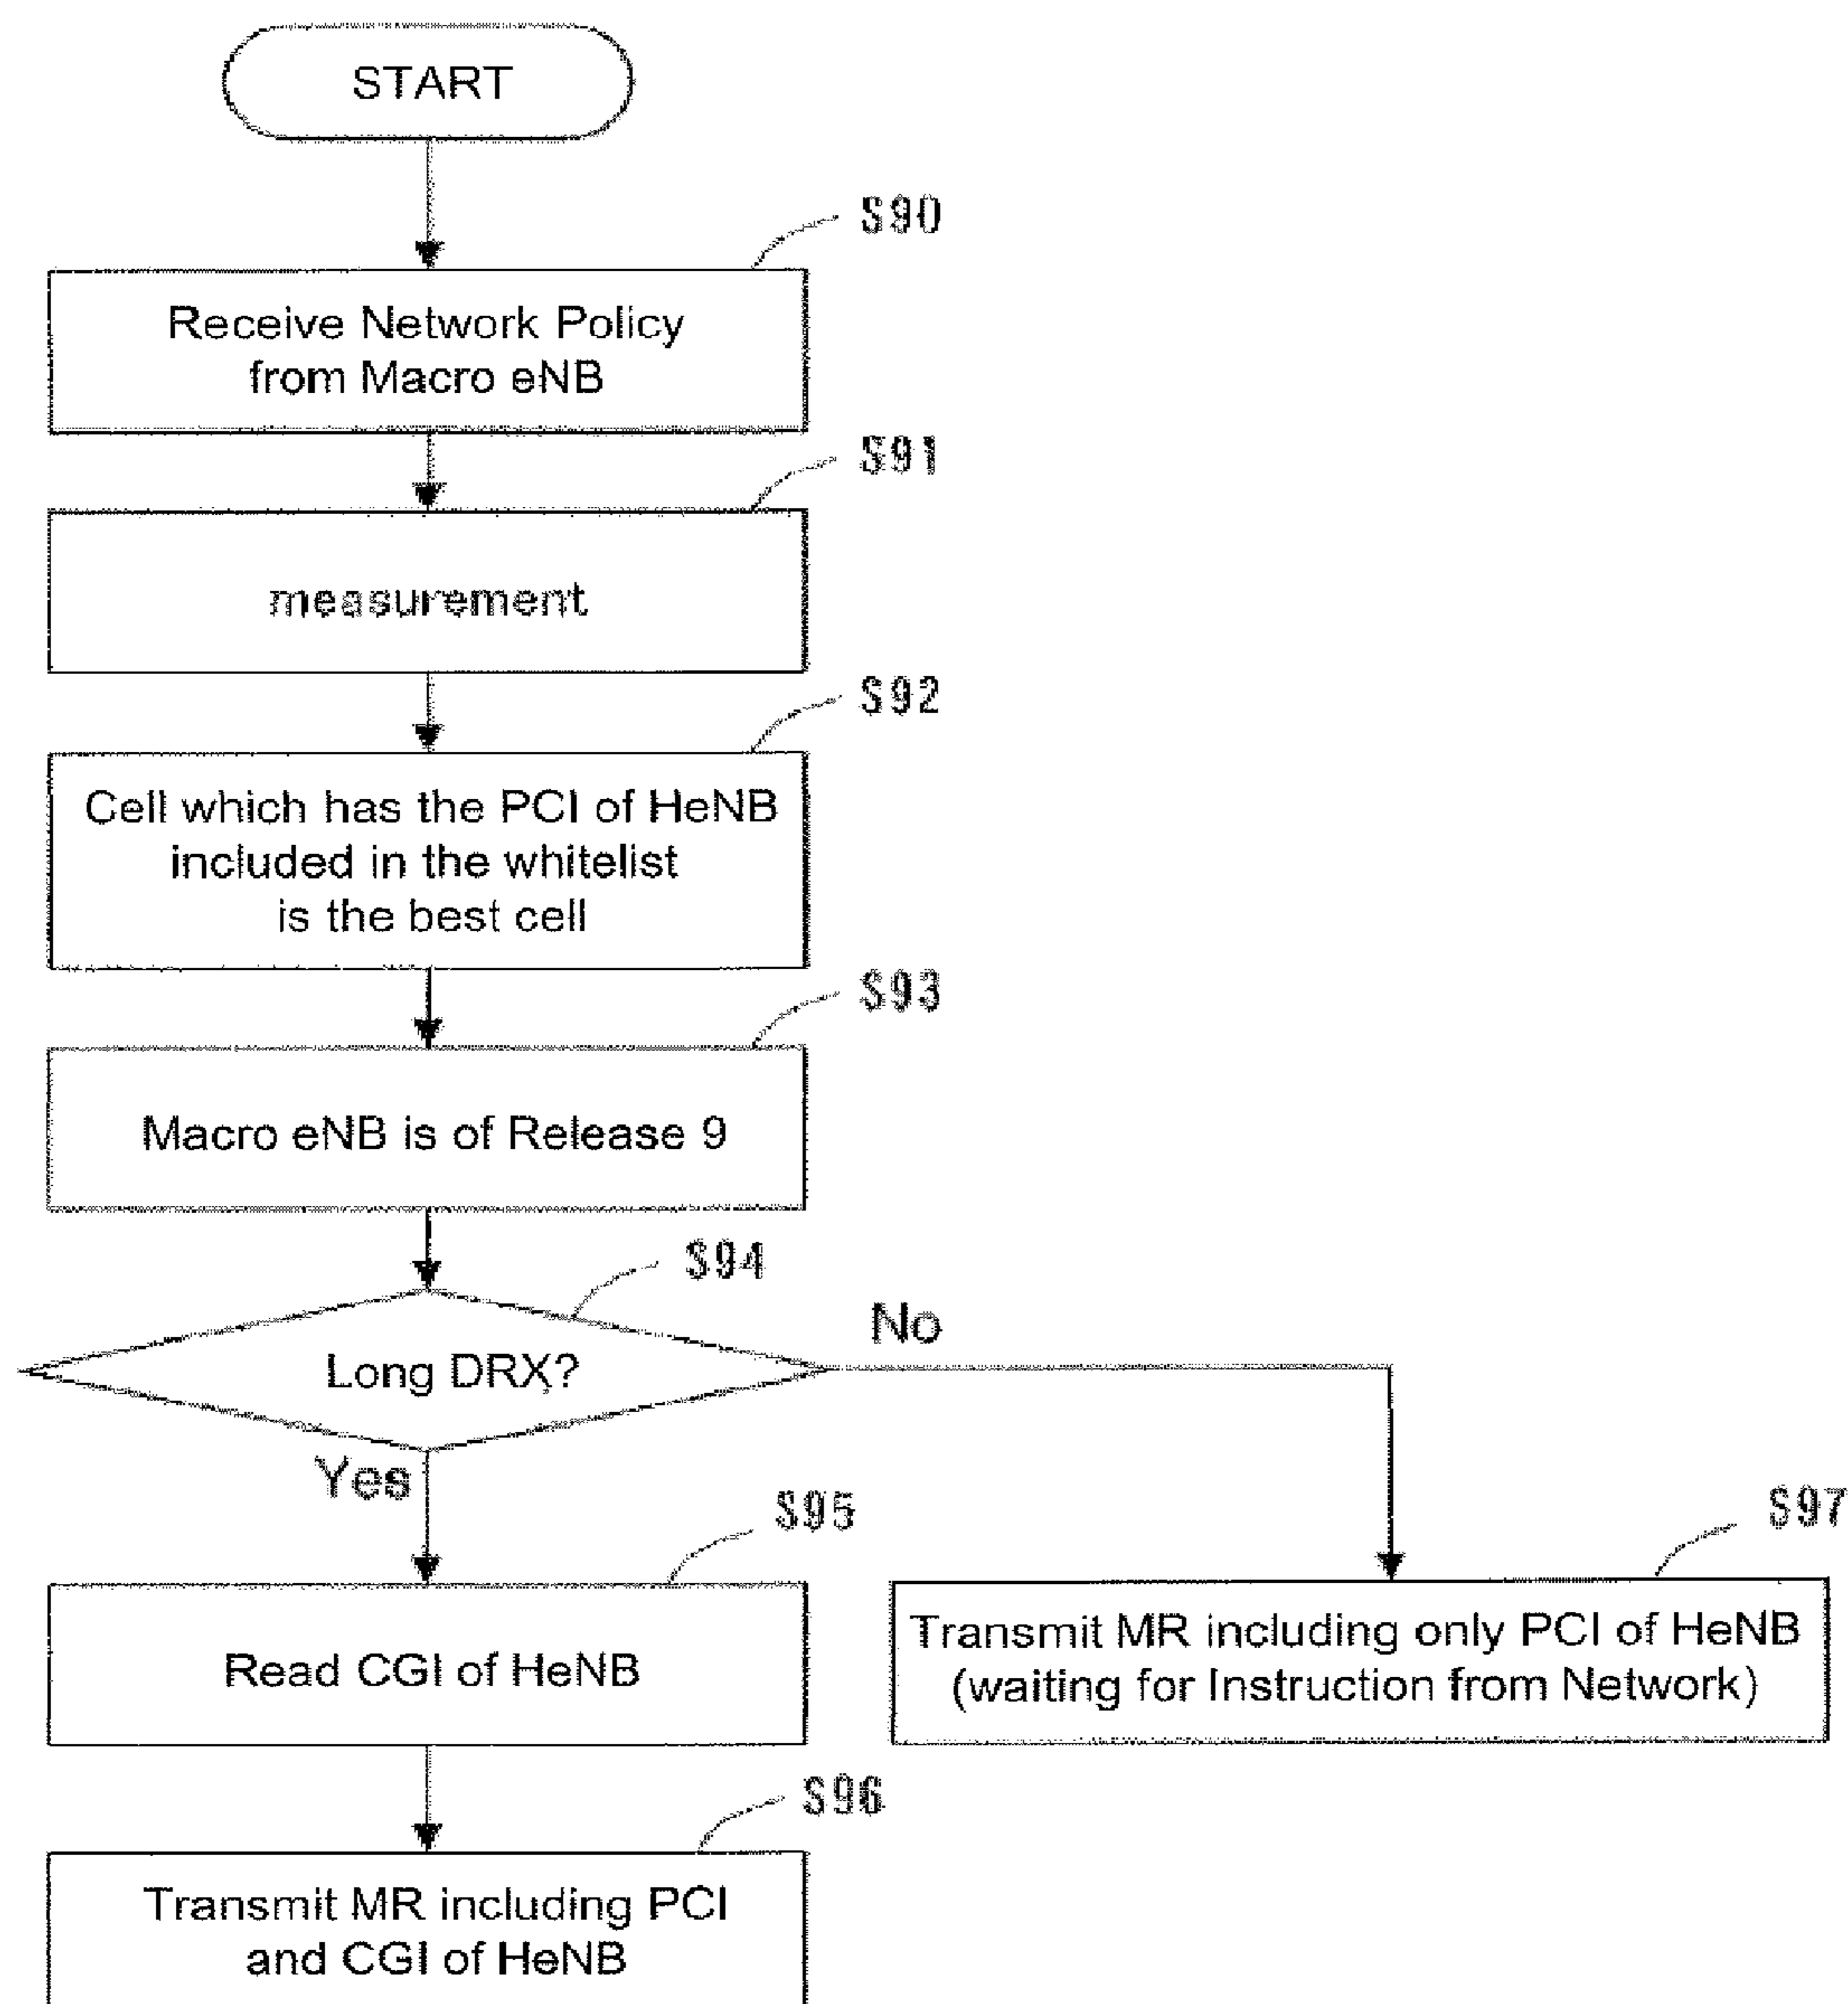 START
S90
Receive Network Policy
from Macro eNB
S91
measurement
S92
Cell which has the PCI of HeNB
included in the whitelist
is the best cell
S93
Macro eNB is of Release 9
S94
Long DRX?
No
Yes
S95
Read CGI of HeNB
S97
Transmit MR including only PCI of HeNB
(waiting for Instruction from Network)
S96
Transmit MR including PCI
and CGI of HeNB